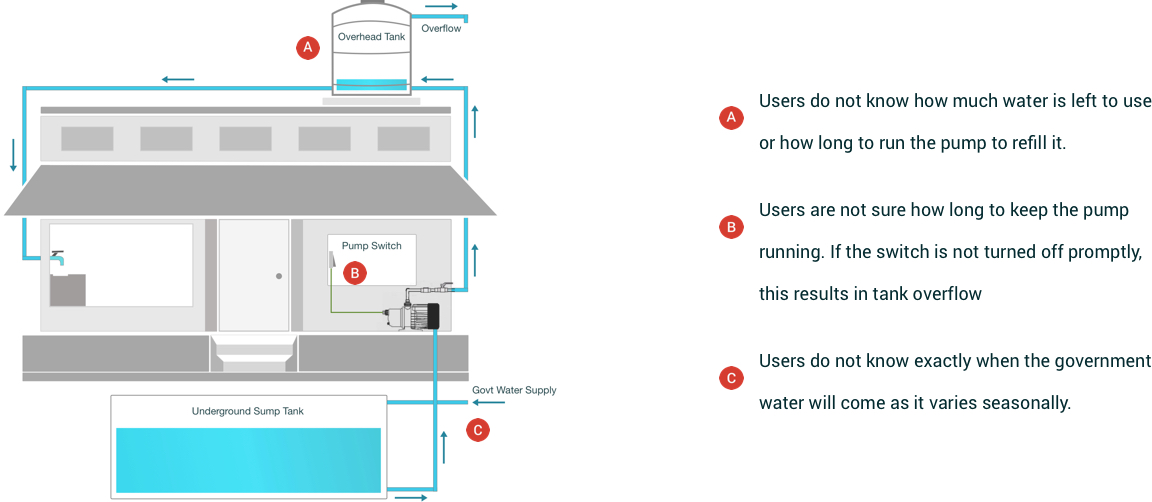 Overflow
Overhead Tank
A
Pump Switch
B
Govt Water Supply
Underground Sump Tank
C
A
Users do not know how much water is left to use
or how long to run the pump to refill it.
B
Users are not sure how long to keep the pump
running. If the switch is not turned off promptly,
this results in tank overflow
C
Users do not know exactly when the government
water will come as it varies seasonally.